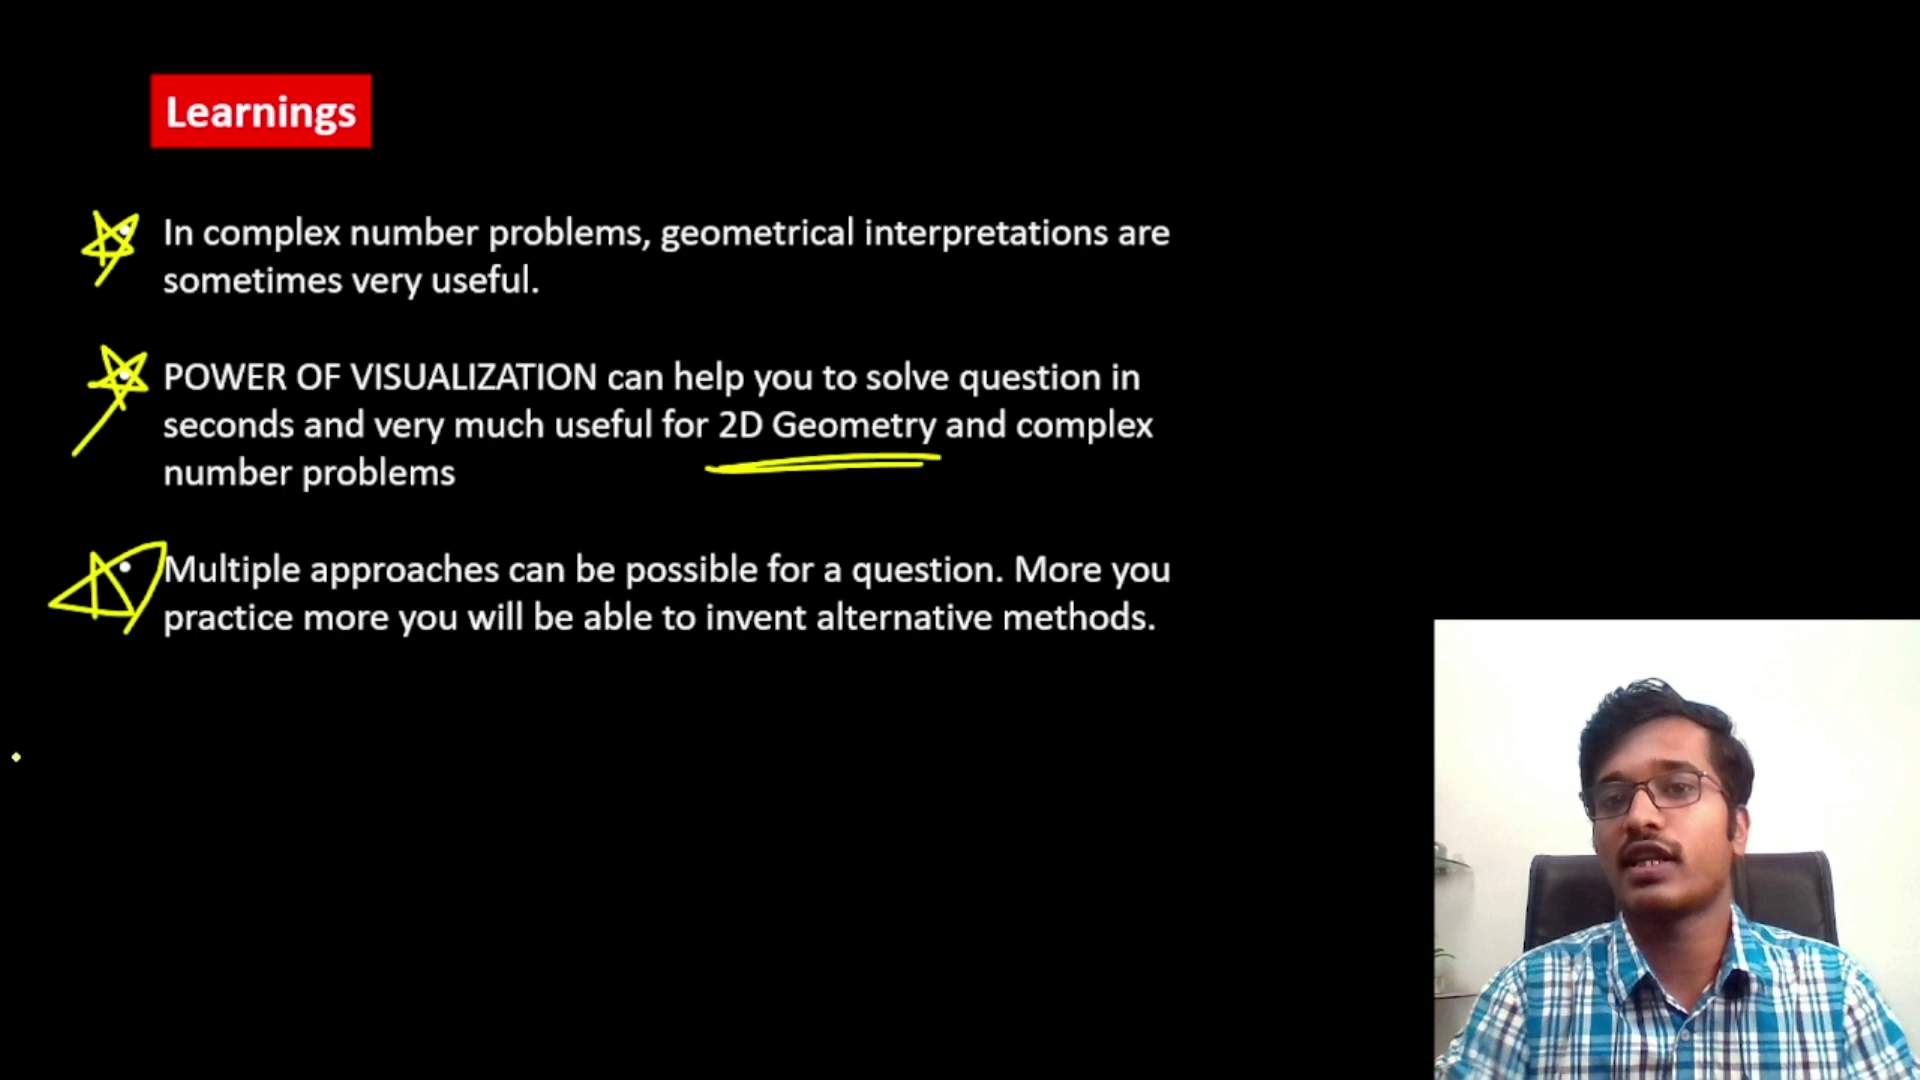 Learnings
In complex number problems, geometrical interpretations are
sometimes very useful.
POWER OF VISUALIZATION can help you to solve question in
seconds and very much useful for 2D Geometry and complex
number problems
Multiple approaches can be possible for a question. More you
practice more you will be able to invent alternative methods.